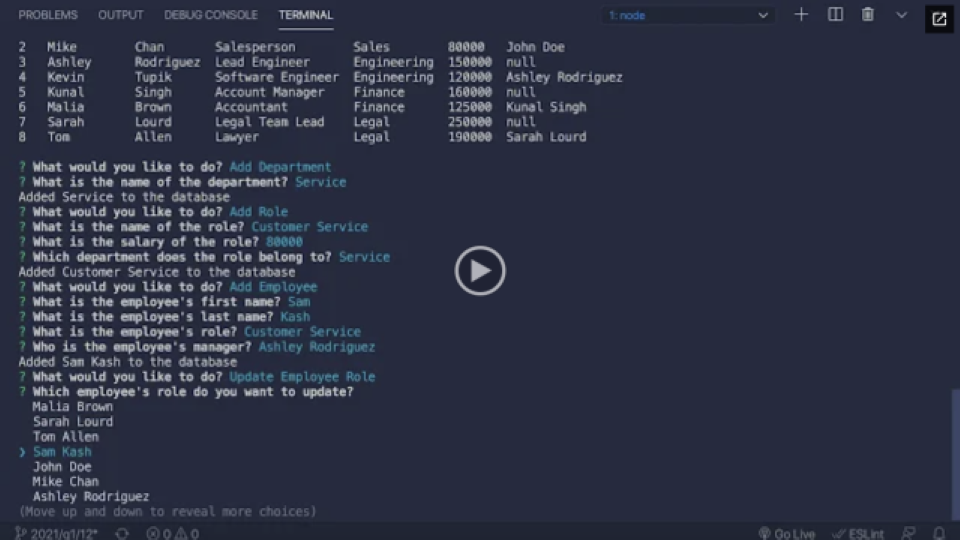 PROBLEMS OUTPUT DEBUG CONSOLE TERMINAL 1: node
2 Mike Chan Salesperson Sales 80000 John Doe
3 Ashley Rodriguez Lead Engineer Engineering 150000 null
4 Kevin Tupik Software Engineer Engineering 120000 Ashley Rodriguez
5 Kunal Singh Account Manager Finance 160000 null
6 Malia Brown Accountant Finance 125000 Kunal Singh
7 Sarah Lourd Legal Team Lead Legal 250000 null
8 Tom Allen Lawyer Legal 190000 Sarah Lourd
? What would you like to do? Add Department
? What is the name of the department? Service
Added Service to the database
? What would you like to do? Add Role
? What is the name of the role? Customer Service
? What is the salary of the role? 80000
? Which department does the role belong to? Service
Added Customer Service to the database
? What would you like to do? Add Employee
? What is the employee's first name? Sam
? What is the employee's last name? Kash
? What is the employee's role? Customer Service
? Who is the employee's manager? Ashley Rodriguez
Added Sam Kash to the database
? What would you like to do? Update Employee Role
? Which employee's role do you want to update?
Malia Brown
Sarah Lourd
Tom Allen
❯ Sam Kash
John Doe
Mike Chan
Ashley Rodriguez
(Move up and down to reveal more choices)
2021/q1/12* 0 0 Go Live ESLint